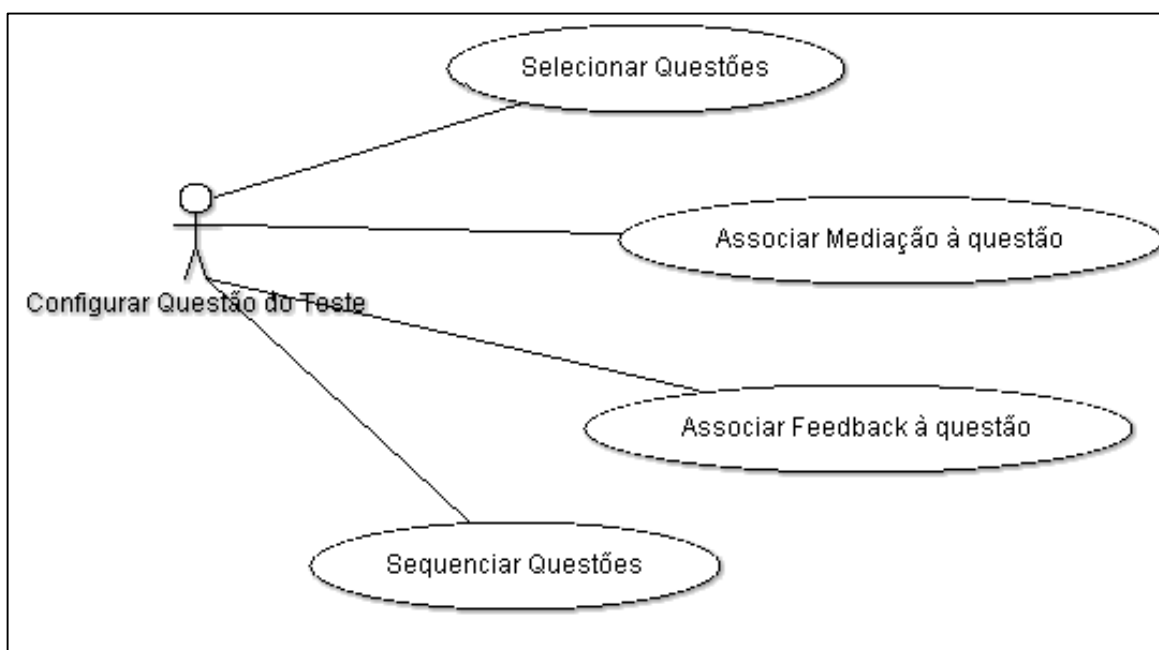 Selecionar Questões
Associar Mediação à questão
Configurar Questão do Teste
Associar Feedback à questão
Sequenciar Questões